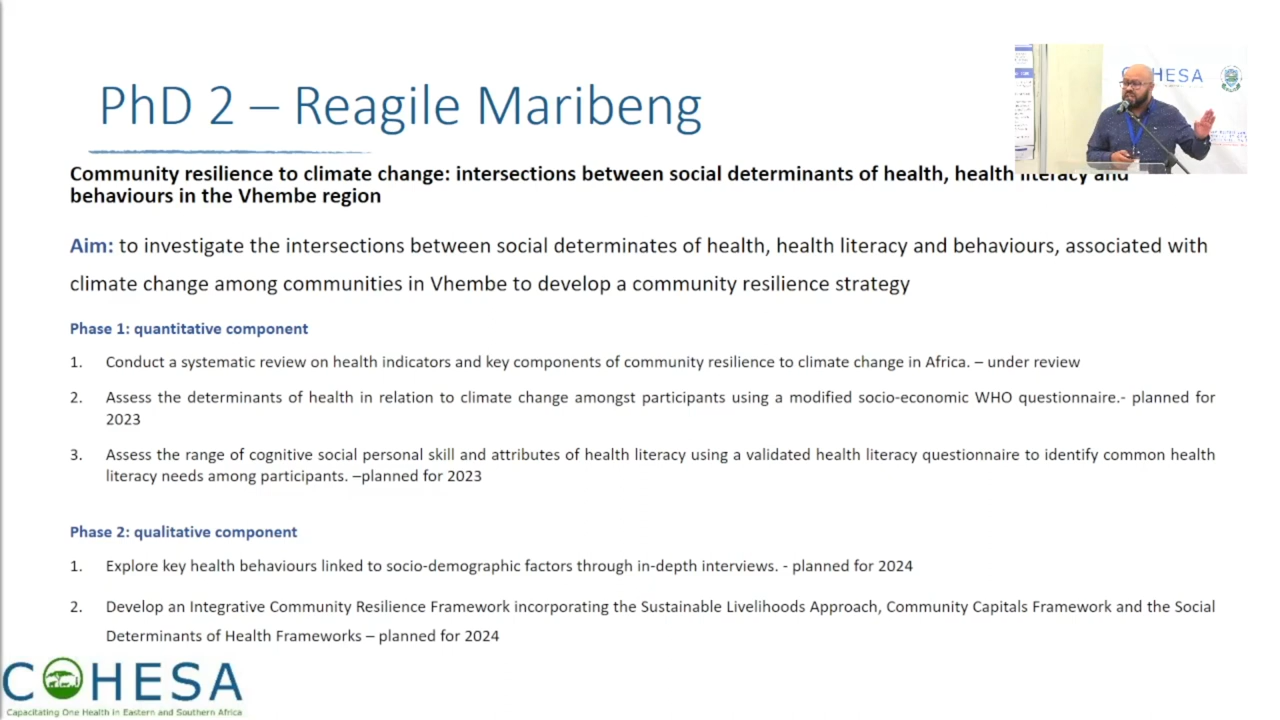 PhD 2 – Reagile Maribeng
Community resilience to climate change: intersections between social determinants of health, health literacy and
behaviours in the Vhembe region
Aim: to investigate the intersections between social determinates of health, health literacy and behaviours, associated with
climate change among communities in Vhembe to develop a community resilience strategy
Phase 1: quantitative component
1. Conduct a systematic review on health indicators and key components of community resilience to climate change in Africa. – under review
2. Assess the determinants of health in relation to climate change amongst participants using a modified socio-economic WHO questionnaire.- planned for
2023
3. Assess the range of cognitive social personal skill and attributes of health literacy using a validated health literacy questionnaire to identify common health
literacy needs among participants. –planned for 2023
Phase 2: qualitative component
1. Explore key health behaviours linked to socio-demographic factors through in-depth interviews. - planned for 2024
2. Develop an Integrative Community Resilience Framework incorporating the Sustainable Livelihoods Approach, Community Capitals Framework and the Social
Determinants of Health Frameworks – planned for 2024
COHESA
Capacitating One Health in Eastern and Southern Africa